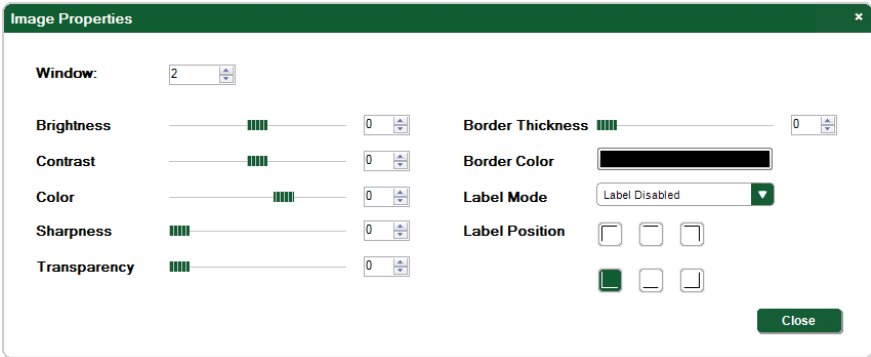 Image Properties
Window: 2
Brightness 0 Border Thickness 0
Contrast 0 Border Color
Color 0 Label Mode Label Disabled
Sharpness 0 Label Position
Transparency 0
Close